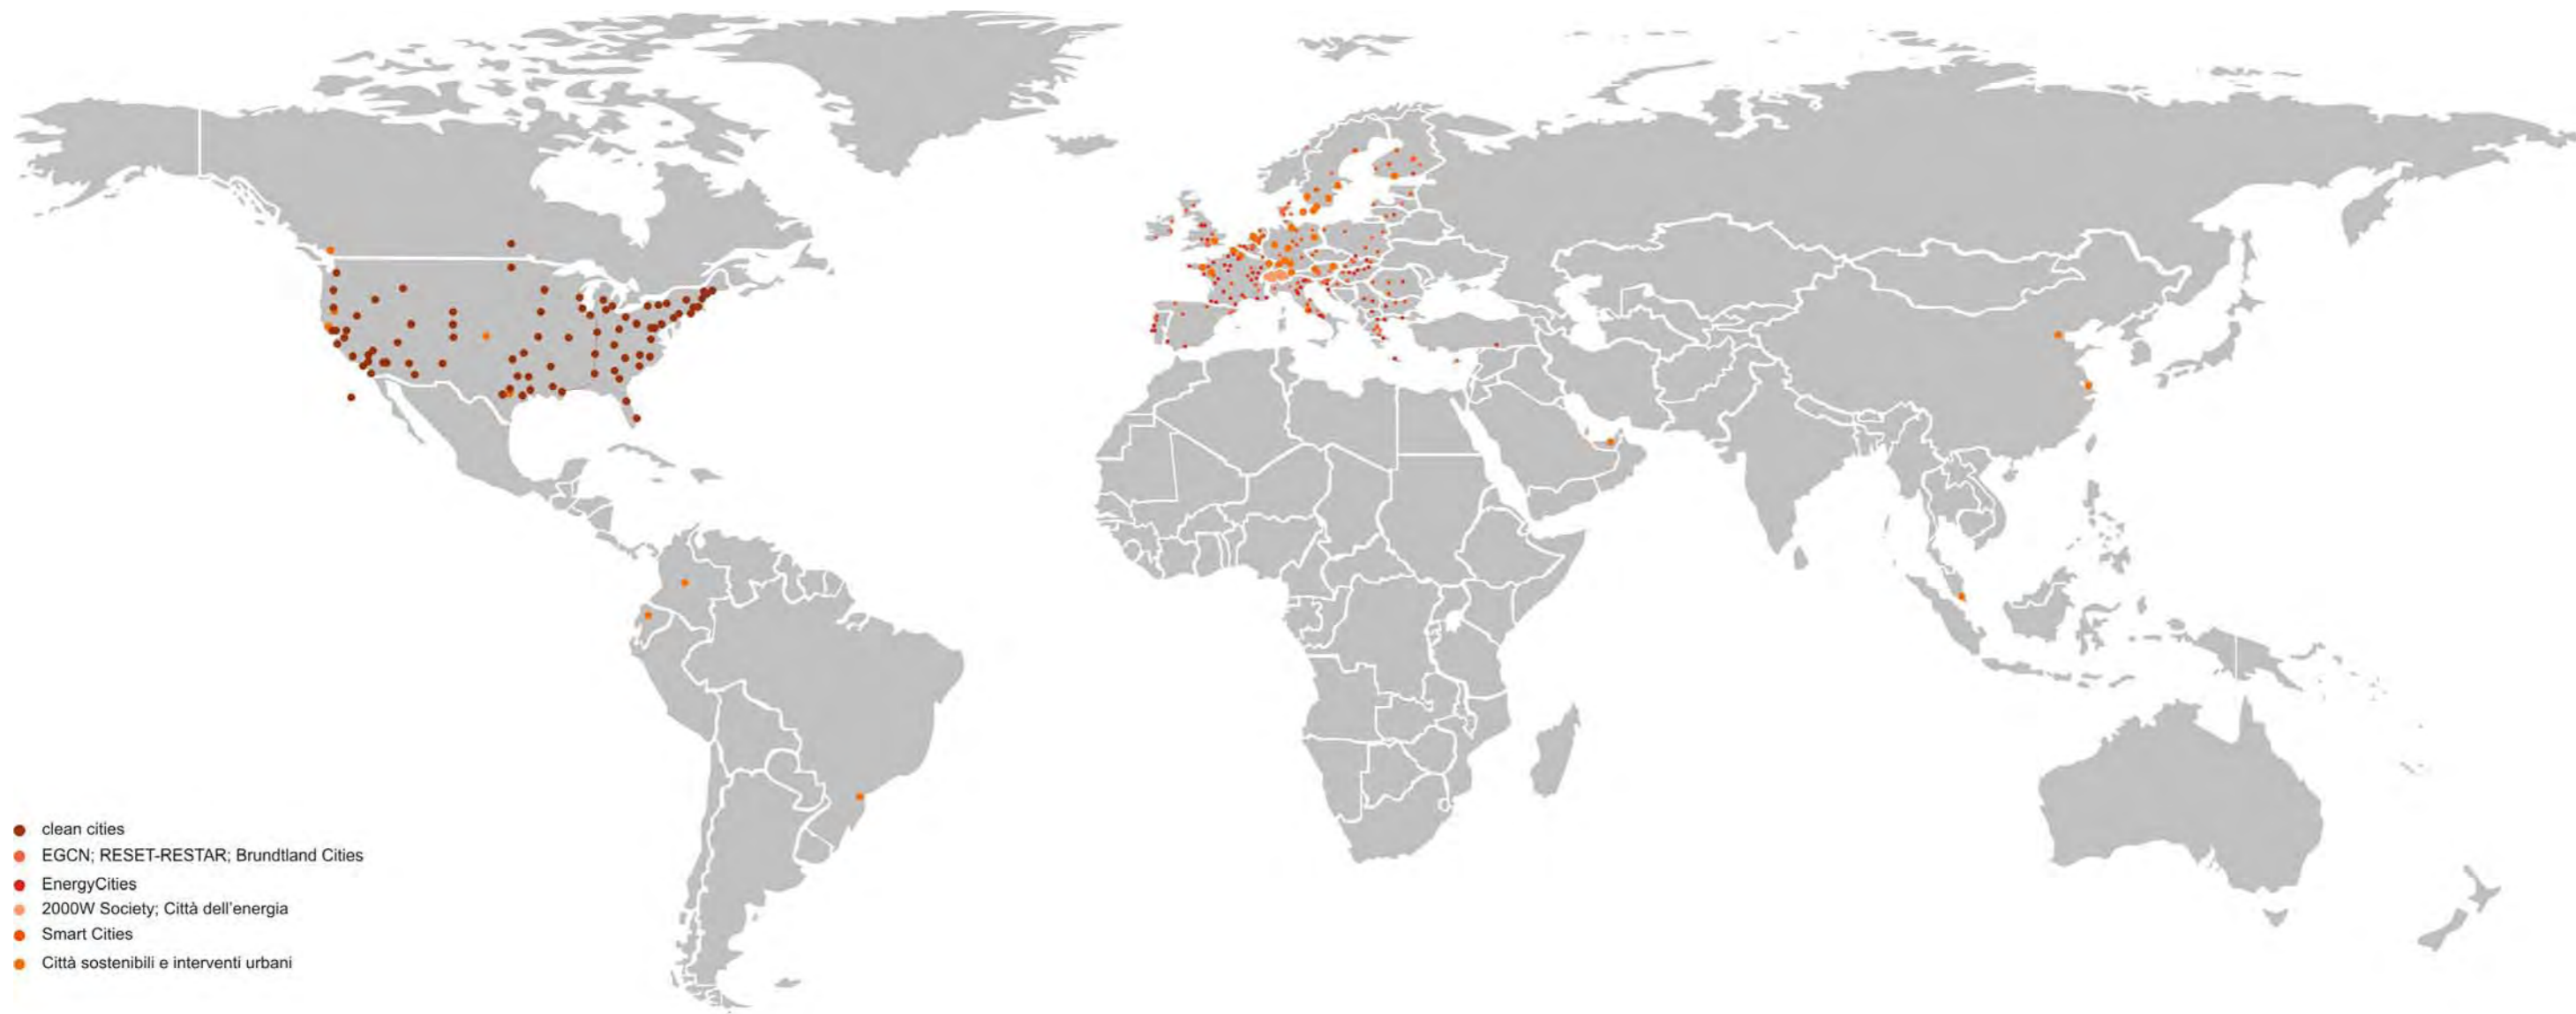 clean cities
EGCN; RESET-RESTAR; Brundtland Cities
EnergyCities
2000W Society; Città dell'energia
Smart Cities
Città sostenibili e interventi urbani